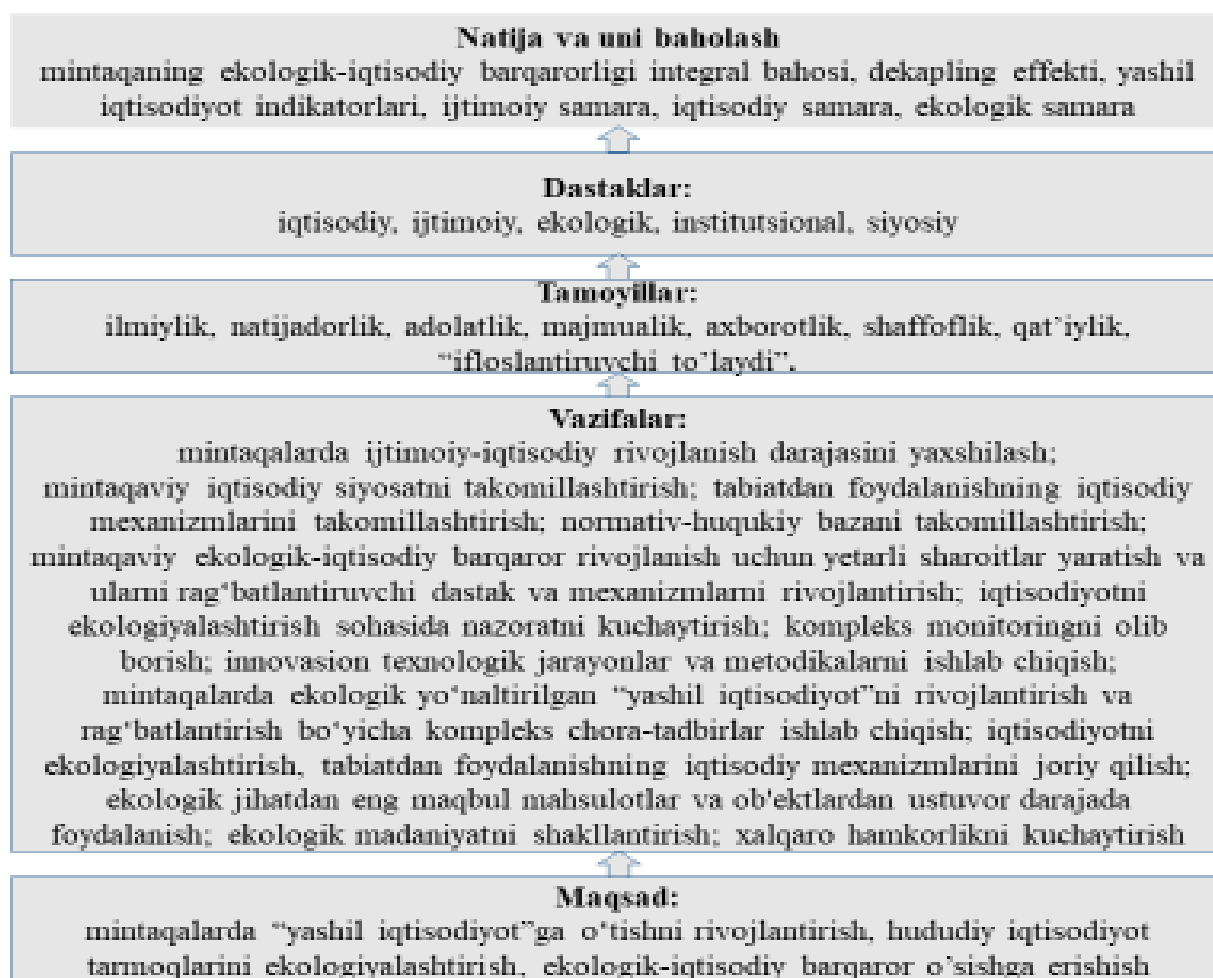 Natija va uni baholash
mintaqaning ekologik-iqtisodiy barqarorligi integral bahosi, dekapling effekti, yashil
iqtisodiyot indikatorlari, ijtimoiy samara, iqtisodiy samara, ekologik samara
Dastaklar:
iqtisodiy, ijtimoiy, ekologik, institutsional, siyosiy
Tamoyillar:
ilmiylik, natijadorlik, adolatlik, majmualik, axborotlik, shaffoflik, qat’iylik,
“ifloslantiruvchi to’laydi”.
Vazifalar:
mintaqalarda ijtimoiy-iqtisodiy rivojlanish darajasini yaxshilash;
mintaqaviy iqtisodiy siyosatni takomillashtirish; tabiatdan foydalanishning iqtisodiy
mexanizmlarini takomillashtirish; normativ-huqukiy bazani takomillashtirish;
mintaqaviy ekologik-iqtisodiy barqaror rivojlanish uchun yetarli sharoitlar yaratish va
ularni rag‘batlantiruvchi dastak va mexanizmlarni rivojlantirish; iqtisodiyotni
ekologiyalashtirish sohasida nazoratni kuchaytirish; kompleks monitoringni olib
borish; innovasion texnologik jarayonlar va metodikalarni ishlab chiqish;
mintaqalarda ekologik yo‘naltirilgan “yashil iqtisodiyot”ni rivojlantirish va
rag‘batlantirish bo‘yicha kompleks chora-tadbirlar ishlab chiqish; iqtisodiyotni
ekologiyalashtirish, tabiatdan foydalanishning iqtisodiy mexanizmlarini joriy qilish;
ekologik jihatdan eng maqbul mahsulotlar va ob'ektlardan ustuvor darajada
foydalanish; ekologik madaniyatni shakllantirish; xalqaro hamkorlikni kuchaytirish
Maqsad:
mintaqalarda “yashil iqtisodiyot”ga o‘tishni rivojlantirish, hududiy iqtisodiyot
tarmoqlarini ekologiyalashtirish, ekologik-iqtisodiy barqaror o’sishga erishish